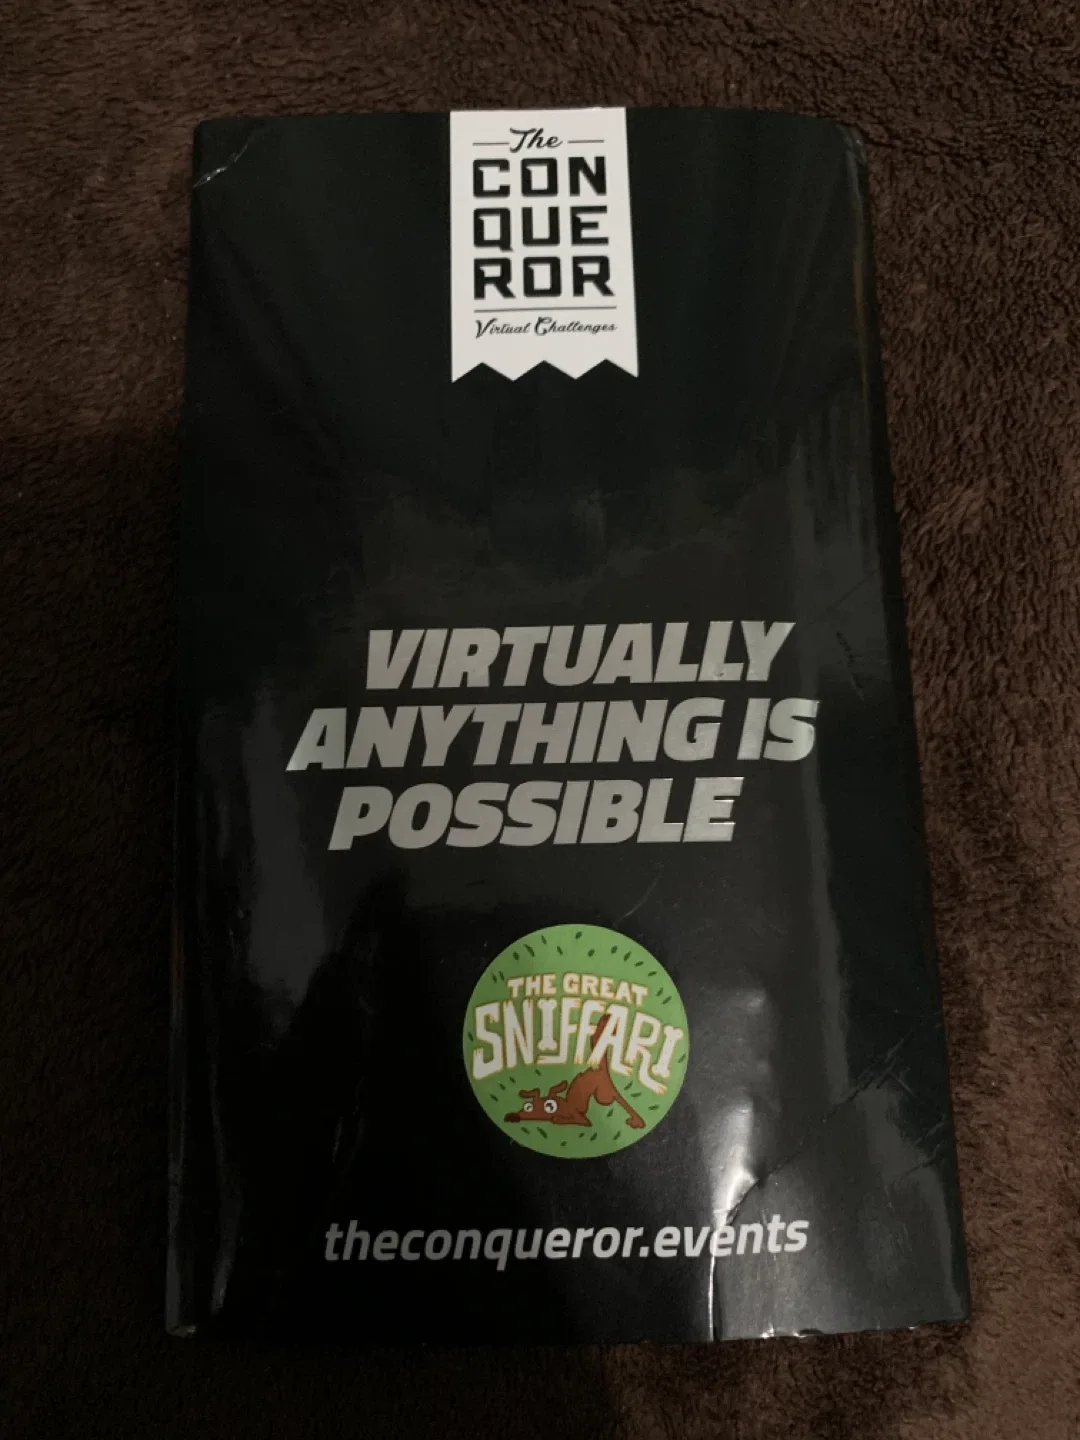 The
CON
QUE
ROR
Virtual Challenges
VIRTUALLY
ANYTHING IS
POSSIBLE
THE GREAT
SNIFFARI
theconqueror.events